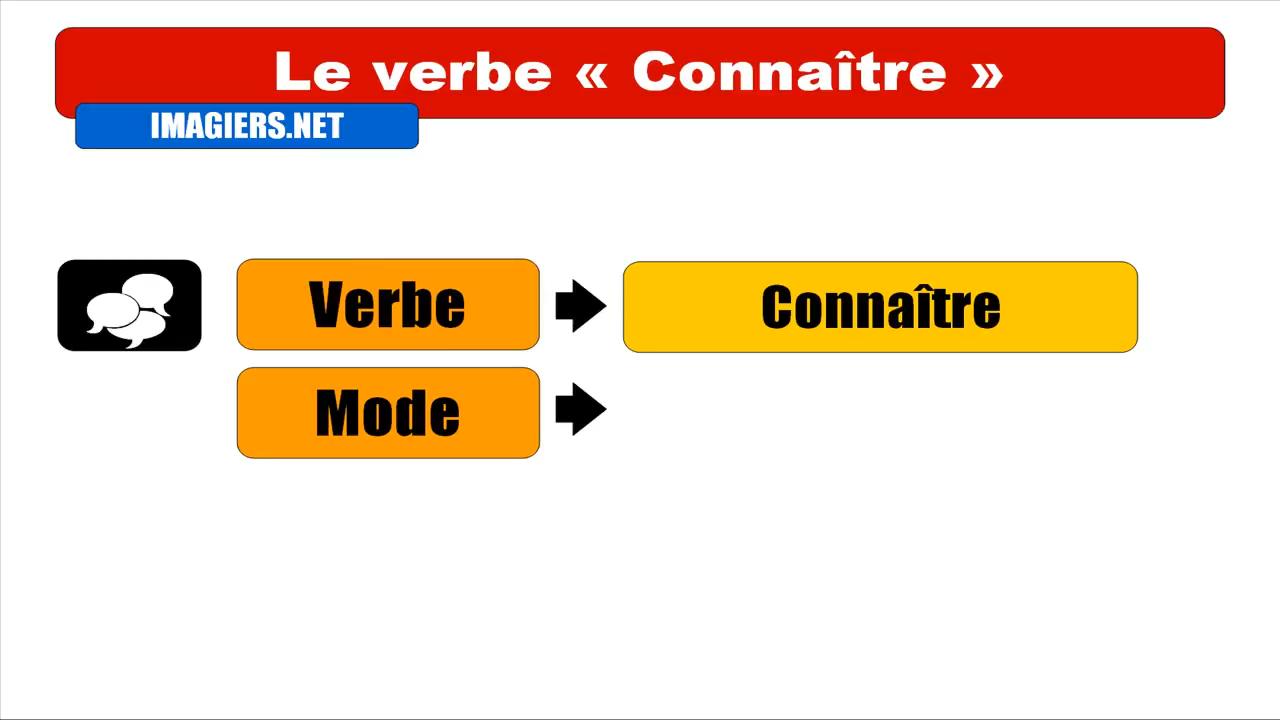 Le verbe « Connaître »
IMAGIERS.NET
Verbe
Connaître
Mode